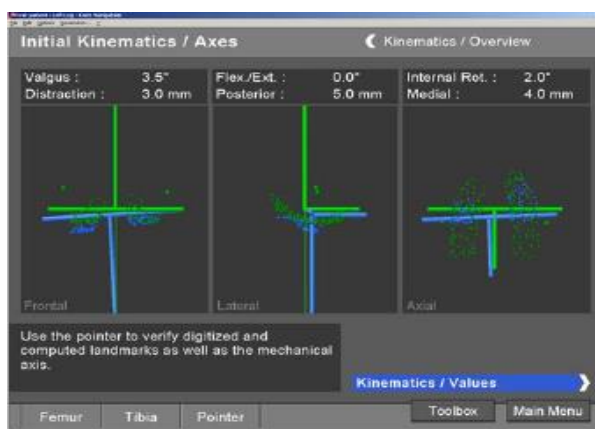 Initial Kinematics / Axes
Kinematics / Overview
Valgus : 3.5°
Distraction : 3.0 mm
Flex./Ext. : 0.0°
Posterior : 5.0 mm
Internal Rot. : 2.0°
Medial : 4.0 mm
Frontal
Lateral
Axial
Use the pointer to verify digitized and
computed landmarks as well as the mechanical
axis.
Kinematics / Values
Femur
Tibia
Pointer
Toolbox
Main Menu